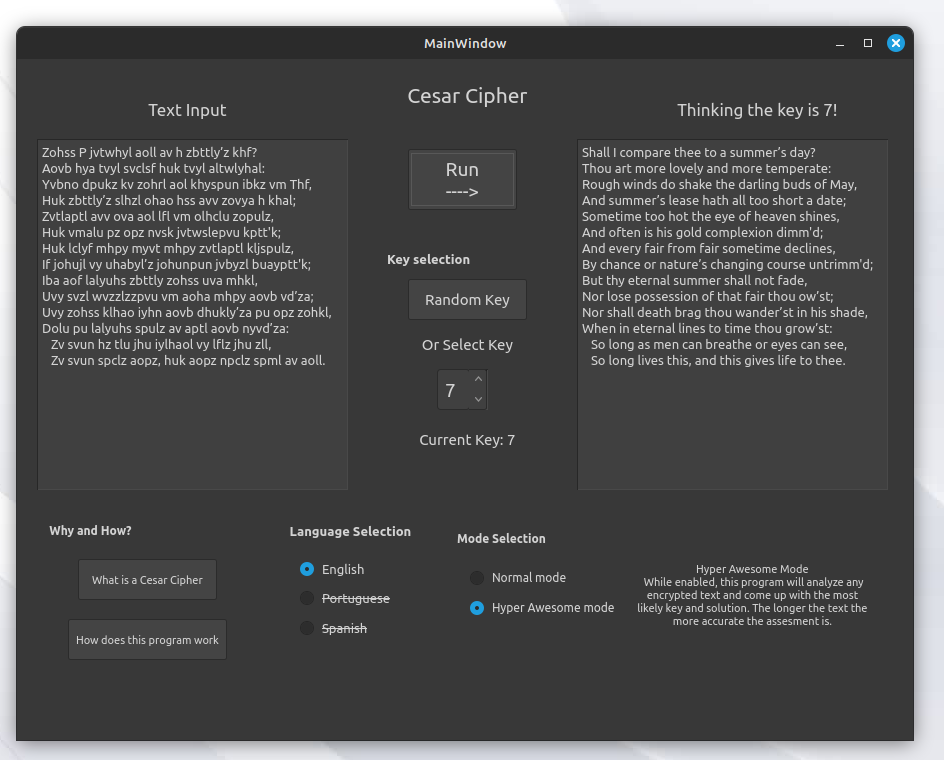 MainWindow
Cesar Cipher
Text Input
Thinking the key is 7!
Zohss P jvtwhyl aoll av h zbttly’z khf?
Aovb hya tvyl svclsf huk tvyl altwlyhal:
Yvbno dpukz kv zohrl aol khyspun ibkz vm Thf,
Huk zbttly’z slhzl ohao hss avv zovya h khal;
Zvtlaptl avv ova aol lfl vm olhclu zopulz,
Huk vmalu pz opz nvsk jvtwslepvu kptt'k;
Huk lclyf mhpy myvt mhpy zvtlaptl kljspulz,
If johujl vy uhabyl’z johunpun jvbyzl buayptt'k;
Iba aof lalyuhs zbttly zohss uva mhkl,
Uvy svzl wvzzlzzpvu vm aoha mhpy aovb vd’za;
Uvy zohss klhao iyhn aovb dhukly’za pu opz zohkl,
Dolu pu lalyuhs spulz av aptl aovb nyvd’za:
Zv svun hz tlu jhu iylhaol vy lflz jhu zll,
Zv svun spclz aopz, huk aopz npclz spml av aoll.
Run
---->
Key selection
Random Key
Or Select Key
7
Current Key: 7
Shall I compare thee to a summer’s day?
Thou art more lovely and more temperate:
Rough winds do shake the darling buds of May,
And summer’s lease hath all too short a date;
Sometime too hot the eye of heaven shines,
And often is his gold complexion dimm'd;
And every fair from fair sometime declines,
By chance or nature’s changing course untrimm'd;
But thy eternal summer shall not fade,
Nor lose possession of that fair thou ow’st;
Nor shall death brag thou wander’st in his shade,
When in eternal lines to time thou grow’st:
So long as men can breathe or eyes can see,
So long lives this, and this gives life to thee.
Why and How?
What is a Cesar Cipher
How does this program work
Language Selection
English
Portuguese
Spanish
Mode Selection
Normal mode
Hyper Awesome mode
Hyper Awesome Mode
While enabled, this program will analyze any
encrypted text and come up with the most
likely key and solution. The longer the text the
more accurate the assesment is.